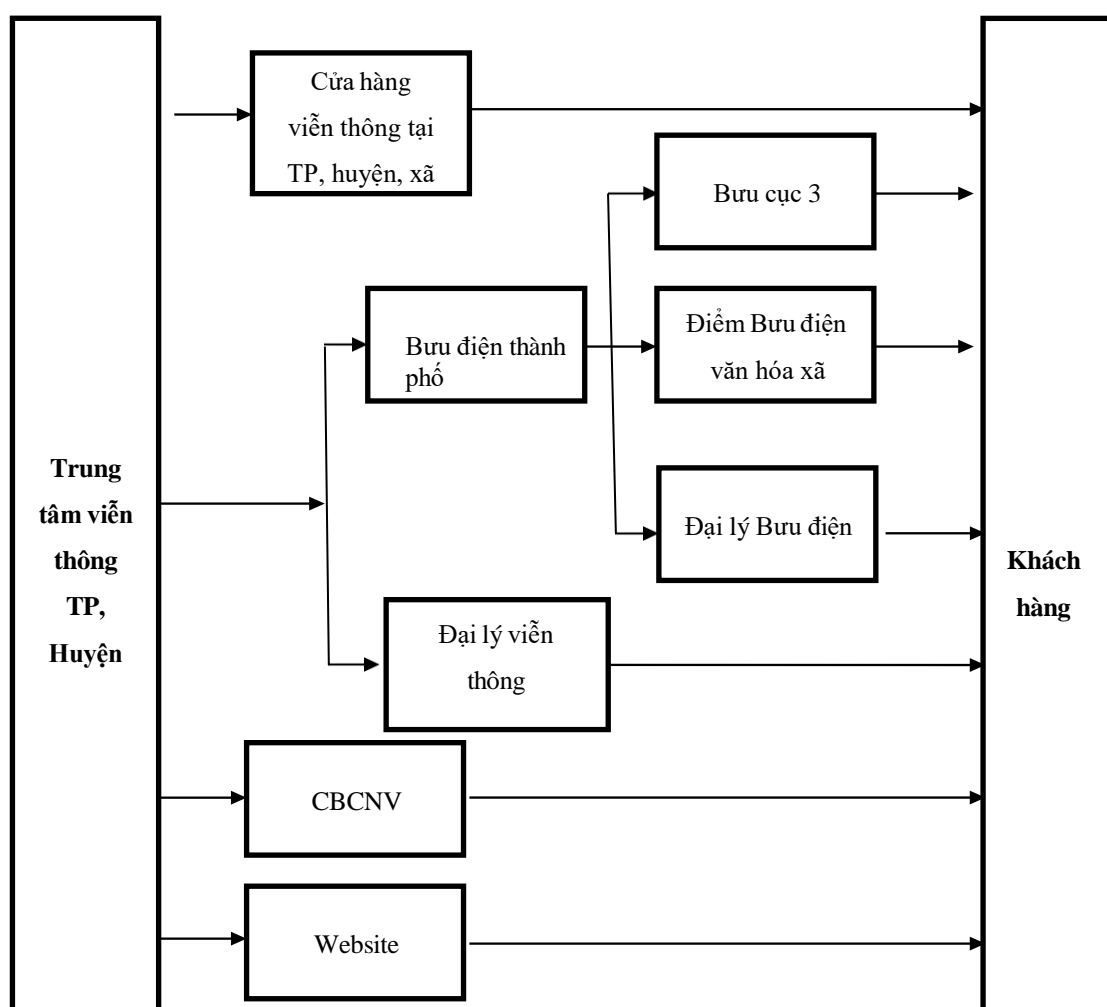 Cửa hàng
viễn thông tại
TP, huyện, xã
Bưu cục 3
Bưu điện thành
phố
Điểm Bưu điện
văn hóa xã
Trung
tâm viễn
thông
TP,
Huyện
Đại lý Bưu điện
Khách
hàng
Đại lý viễn
thông
CBCNV
Website